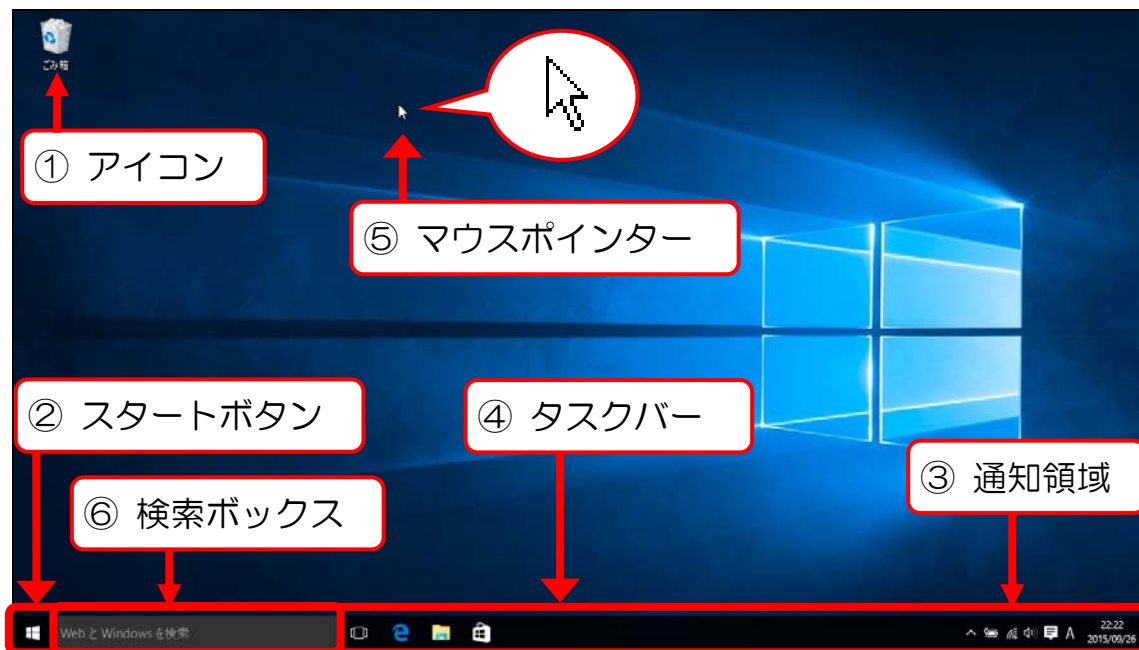 ごみ箱
① アイコン
⑤ マウスポインター
② スタートボタン
④ タスクバー
③ 通知領域
⑥ 検索ボックス
Web と Windows を検索
A
22:22
2015/09/26